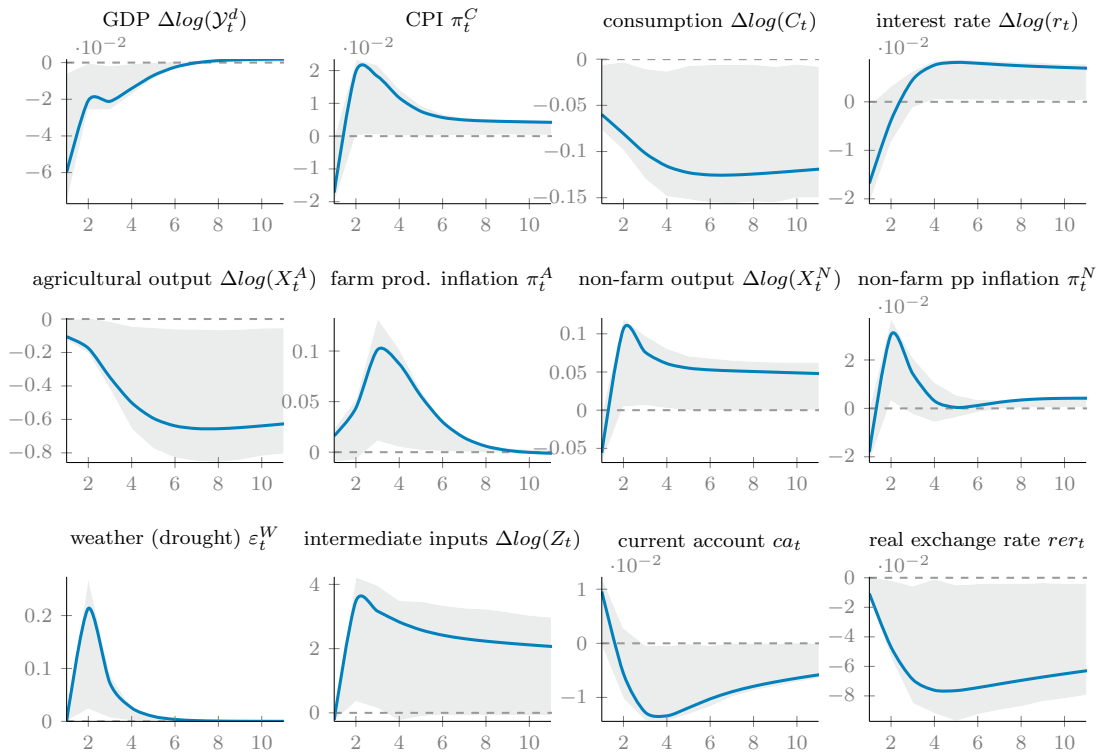 GDP Δlog(𝒴ₜᵈ)
·10⁻²
0
−2
−4
−6
2 4 6 8 10
CPI πₜᶜ
·10⁻²
2
1
0
−1
−2
2 4 6 8 10
consumption Δlog(Cₜ)
0
−0.05
−0.1
−0.15
2 4 6 8 10
interest rate Δlog(rₜ)
·10⁻²
1
0
−1
−2
2 4 6 8 10
agricultural output Δlog(Xₜᴬ)
0
−0.2
−0.4
−0.6
−0.8
2 4 6 8 10
farm prod. inflation πₜᴬ
0.1
0.05
0
2 4 6 8 10
non-farm output Δlog(Xₜᴺ)
0.1
0.05
0
−0.05
2 4 6 8 10
non-farm pp inflation πₜᴺ
·10⁻²
2
0
−2
2 4 6 8 10
weather (drought) εₜᵂ
0.2
0.1
0
2 4 6 8 10
intermediate inputs Δlog(Zₜ)
4
2
0
2 4 6 8 10
current account caₜ
·10⁻²
1
0
−1
2 4 6 8 10
real exchange rate rerₜ
·10⁻²
0
−2
−4
−6
−8
2 4 6 8 10